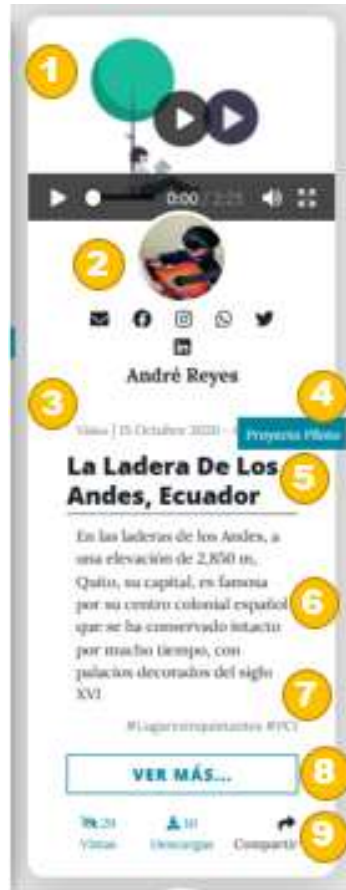 1
0:00 / 2:25
2
André Reyes
3
4
Video | 15 Octubre 2020 -
Proyecto Piloto
5
La Ladera De Los
Andes, Ecuador
En las laderas de los Andes, a
una elevación de 2,850 m,
Quito, su capital, es famosa
por su centro colonial español
6
que se ha conservado intacto
por mucho tiempo, con
palacios decorados del siglo
XVI
7
#PCI
VER MÁS...
8
Vistas
Descargas
Compartir
9